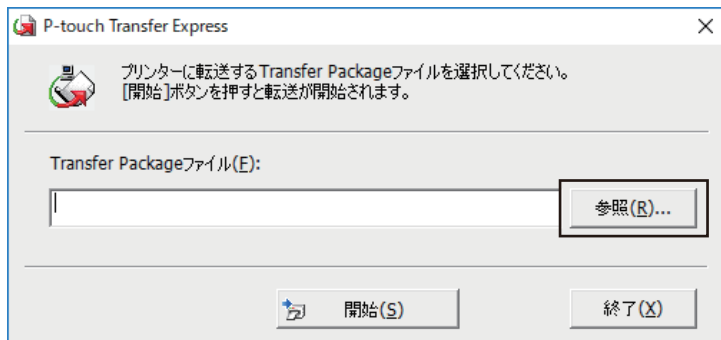 P-touch Transfer Express
プリンターに転送するTransfer Packageファイルを選択してください。
[開始]ボタンを押すと転送が開始されます。
Transfer Packageファイル(F):
参照(R)...
開始(S)
終了(X)